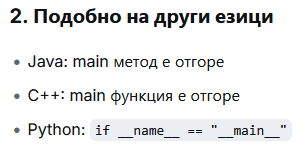 2. Подобно на други езици
Java: main метод е отгоре
C++: main функция е отгоре
Python: if __name__ == "__main__"